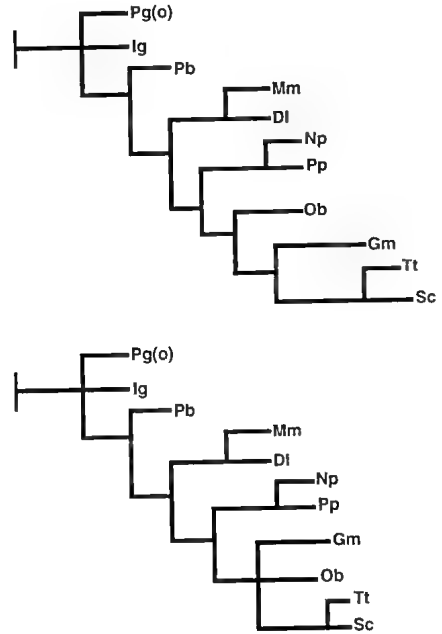 Pg(o)
Ig
Pb
Mm
Dl
Np
Pp
Ob
Gm
Tt
Sc
Pg(o)
Ig
Pb
Mm
Dl
Np
Pp
Gm
Ob
Tt
Sc